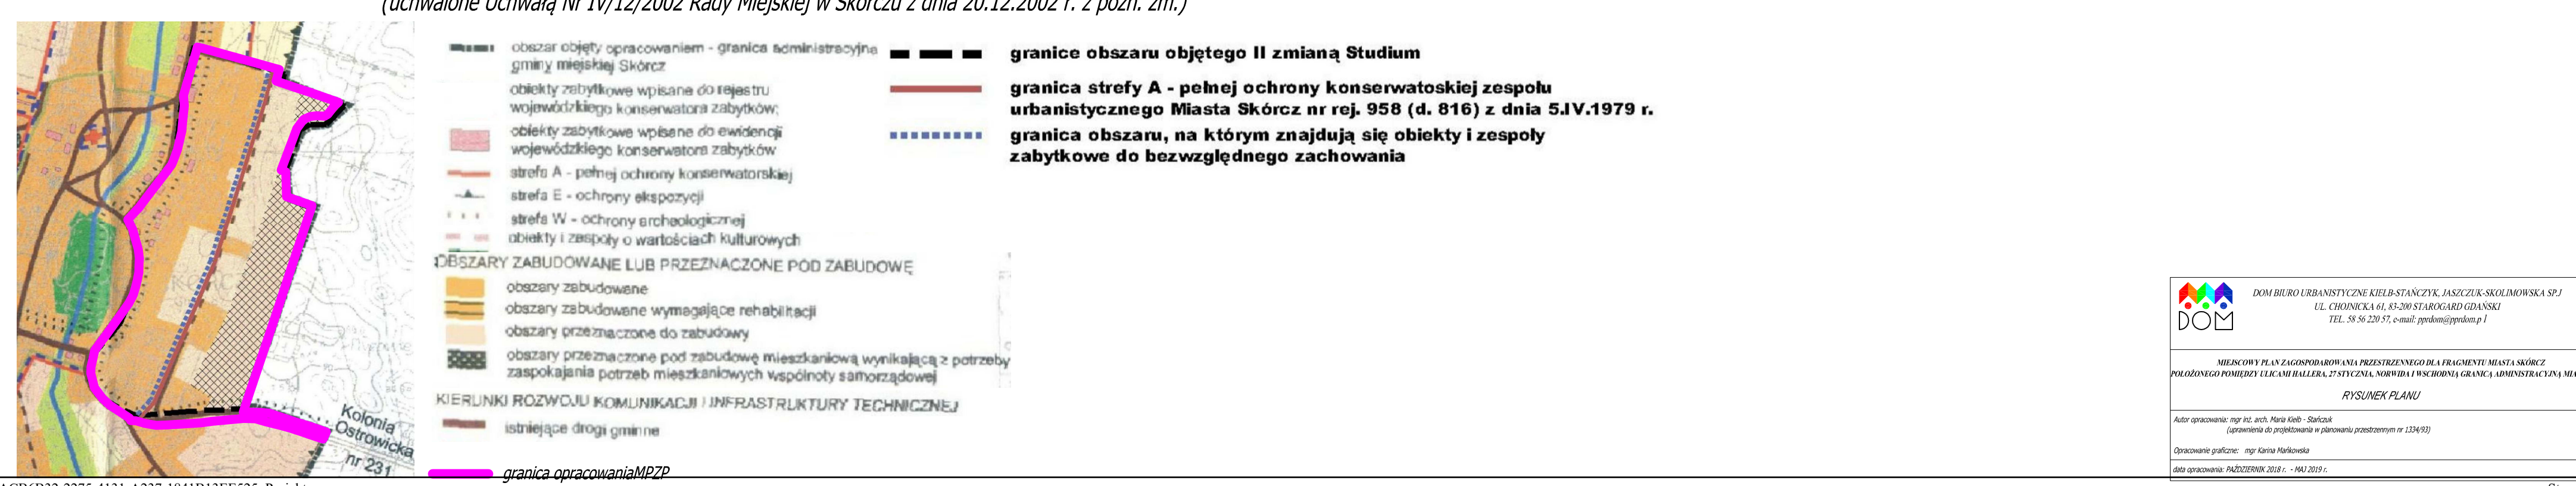 (uchwalone Uchwałą Nr IV/12/2002 Rady Miejskiej w Skórczu z dnia 20.12.2002 r. z późn. zm.)
obszar objęty opracowaniem - granica administracyjna
gminy miejskiej Skórcz
obiekty zabytkowe wpisane do rejestru
wojewódzkiego konserwatora zabytków;
obiekty zabytkowe wpisane do ewidencji
wojewódzkiego konserwatora zabytków
strefa A - pełnej ochrony konserwatorskiej
strefa E - ochrony ekspozycji
strefa W - ochrony archeologicznej
obiekty i zespoły o wartościach kulturowych
OBSZARY ZABUDOWANE LUB PRZEZNACZONE POD ZABUDOWĘ
obszary zabudowane
obszary zabudowane wymagające rehabilitacji
obszary przeznaczone do zabudowy
obszary przeznaczone pod zabudowę mieszkaniową wynikającą z potrzeby
zaspokajania potrzeb mieszkaniowych wspólnoty samorządowej
KIERUNKI ROZWOJU KOMUNIKACJI I INFRASTRUKTURY TECHNICZNEJ
istniejące drogi gminne
granica opracowaniaMPZP
granice obszaru objętego II zmianą Studium
granica strefy A - pełnej ochrony konserwatoskiej zespołu
urbanistycznego Miasta Skórcz nr rej. 958 (d. 816) z dnia 5.IV.1979 r.
granica obszaru, na którym znajdują się obiekty i zespoły
zabytkowe do bezwzględnego zachowania
Kolonia
Ostrowicka
nr 231
DOM
DOM BIURO URBANISTYCZNE KIEŁB-STAŃCZYK, JASZCZUK-SKOLIMOWSKA SP.J
UL. CHOJNICKA 61, 83-200 STAROGARD GDAŃSKI
TEL. 58 56 220 57, e-mail: pprdom@pprdom.p l
MIEJSCOWY PLAN ZAGOSPODAROWANIA PRZESTRZENNEGO DLA FRAGMENTU MIASTA SKÓRCZ
POŁOŻONEGO POMIĘDZY ULICAMI HALLERA, 27 STYCZNIA, NORWIDA I WSCHODNIĄ GRANICĄ ADMINISTRACYJNĄ MIA
RYSUNEK PLANU
Autor opracowania: mgr inż. arch. Maria Kiełb - Stańczuk
(uprawnienia do projektowania w planowaniu przestrzennym nr 1334/93)
Opracowanie graficzne: mgr Karina Mańkowska
data opracowania: PAŹDZIERNIK 2018 r. - MAJ 2019 r.